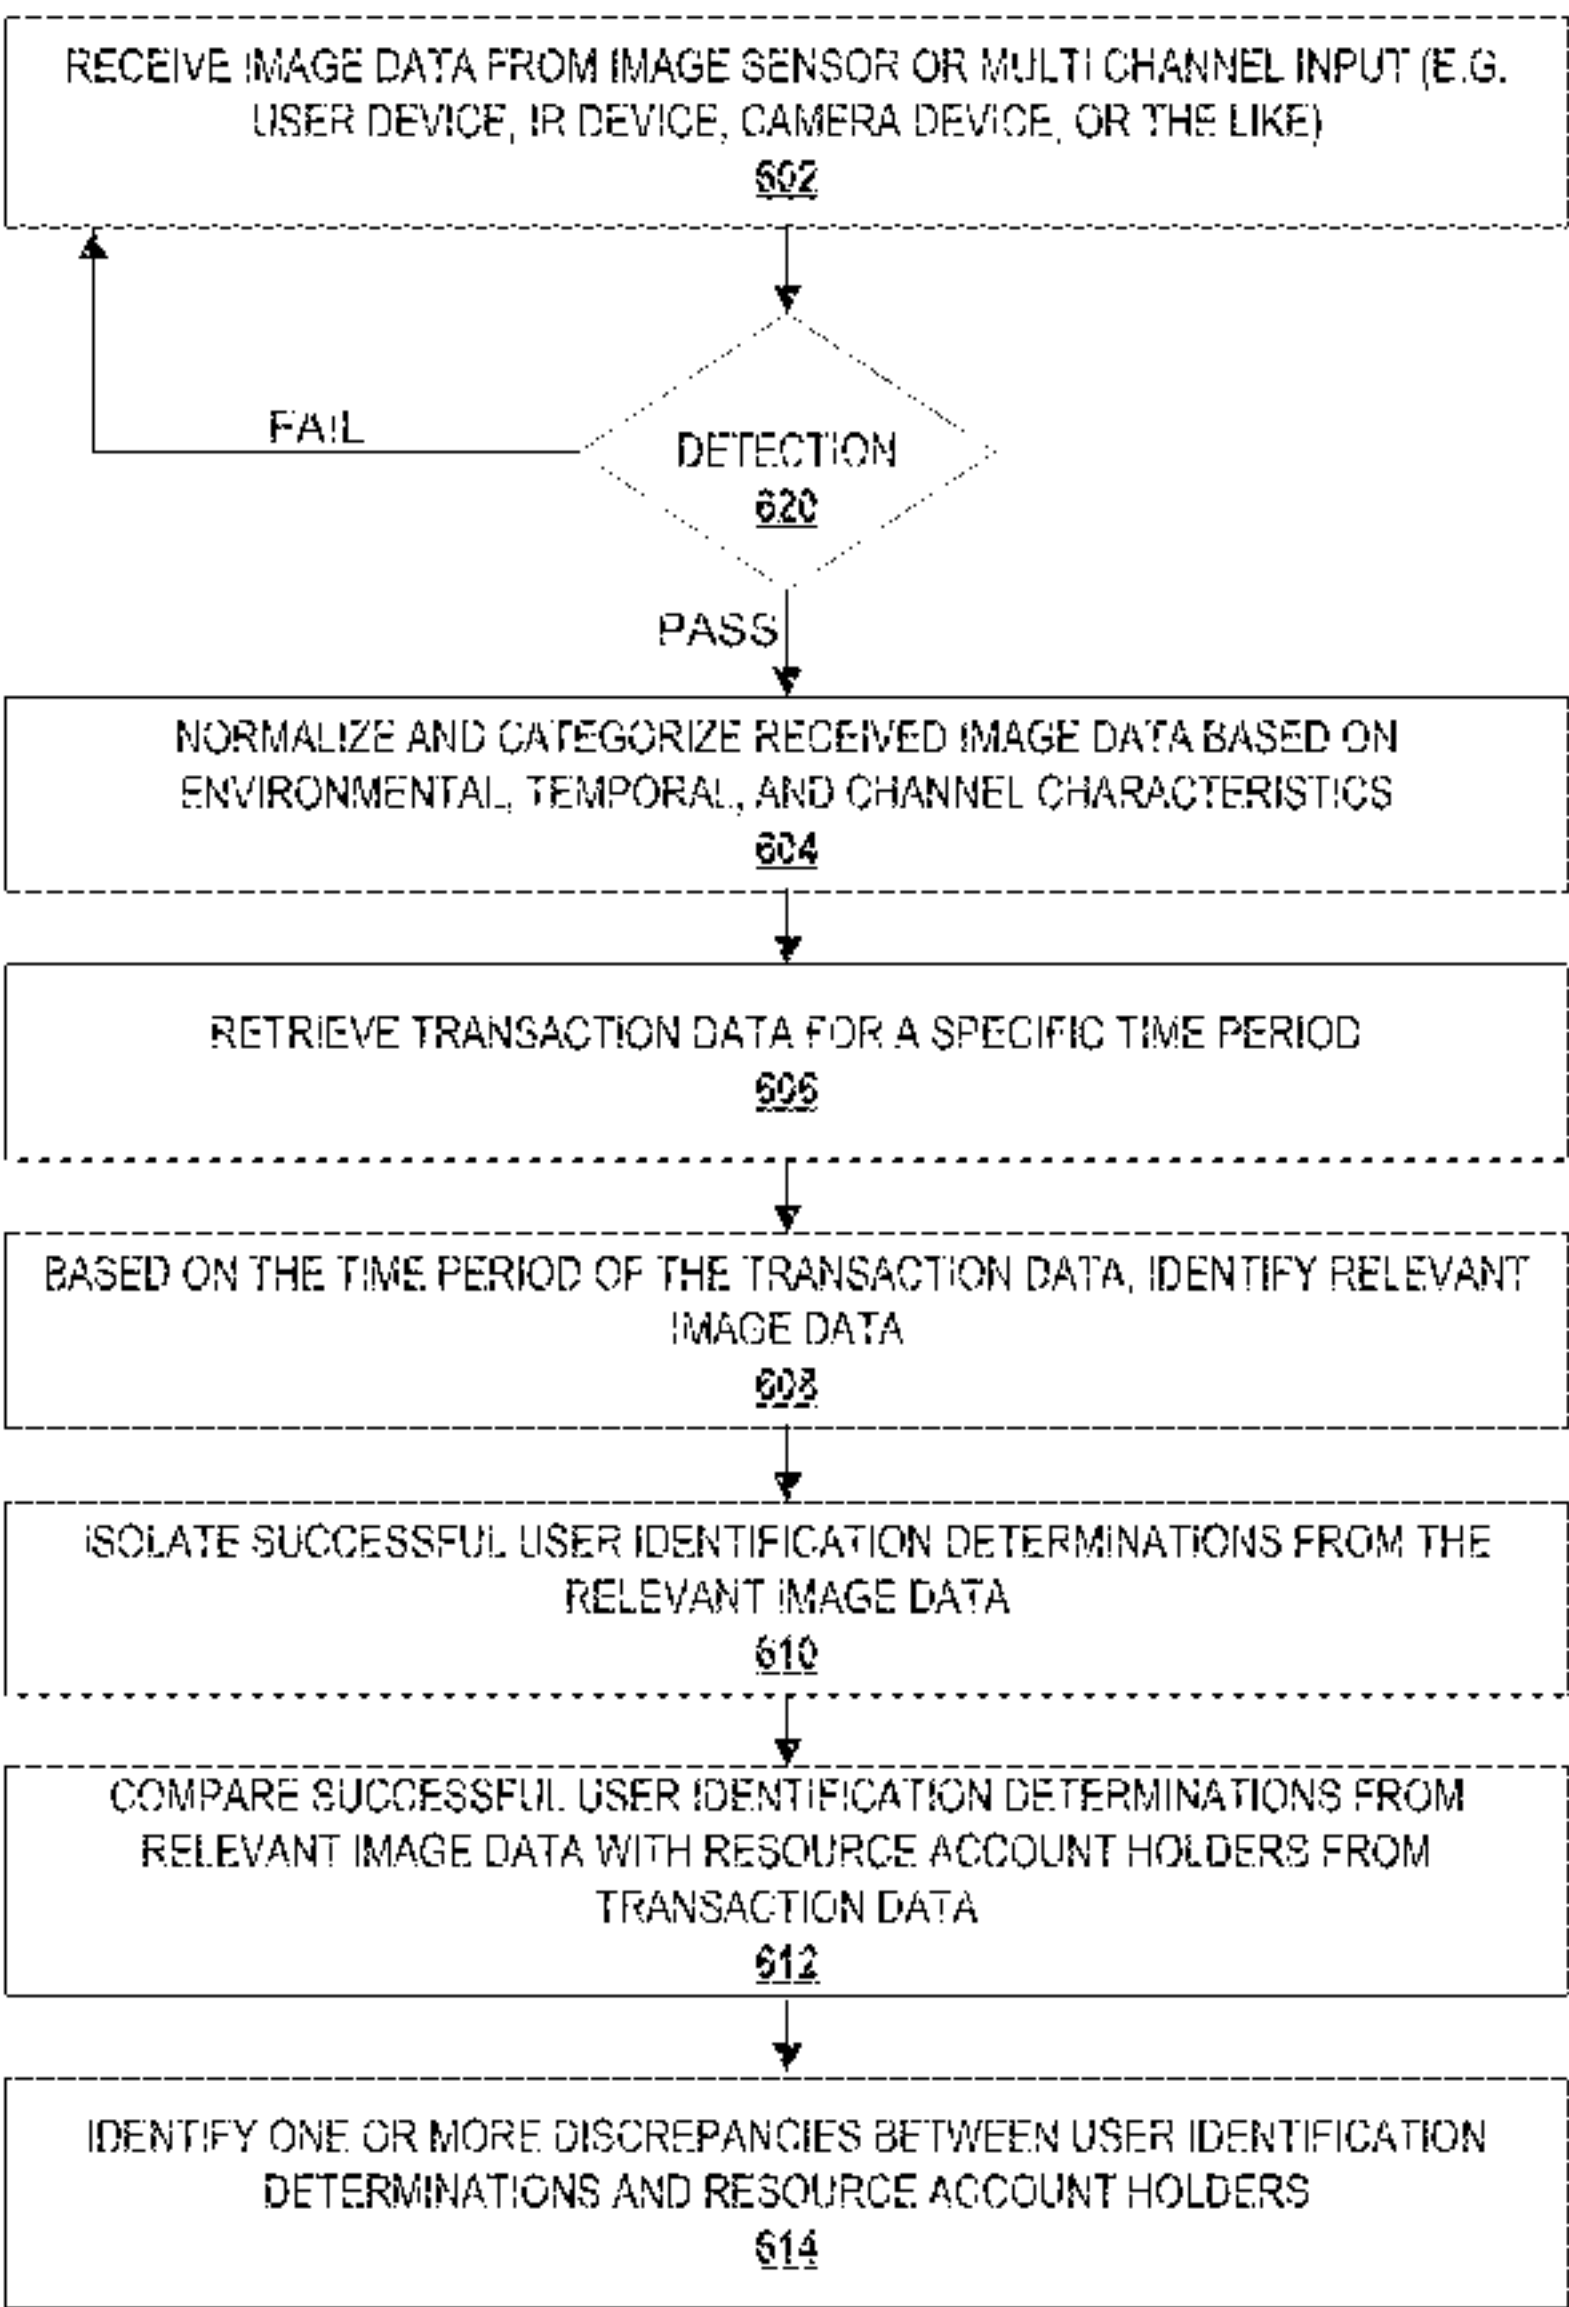 RECEIVE IMAGE DATA FROM IMAGE SENSOR OR MULTI CHANNEL INPUT (E.G.
USER DEVICE, IR DEVICE, CAMERA DEVICE, OR THE LIKE)
602
FAIL
DETECTION
620
PASS
NORMALIZE AND CATEGORIZE RECEIVED IMAGE DATA BASED ON
ENVIRONMENTAL, TEMPORAL, AND CHANNEL CHARACTERISTICS
604
RETRIEVE TRANSACTION DATA FOR A SPECIFIC TIME PERIOD
606
BASED ON THE TIME PERIOD OF THE TRANSACTION DATA, IDENTIFY RELEVANT
IMAGE DATA
608
ISOLATE SUCCESSFUL USER IDENTIFICATION DETERMINATIONS FROM THE
RELEVANT IMAGE DATA
610
COMPARE SUCCESSFUL USER IDENTIFICATION DETERMINATIONS FROM
RELEVANT IMAGE DATA WITH RESOURCE ACCOUNT HOLDERS FROM
TRANSACTION DATA
612
IDENTIFY ONE OR MORE DISCREPANCIES BETWEEN USER IDENTIFICATION
DETERMINATIONS AND RESOURCE ACCOUNT HOLDERS
614